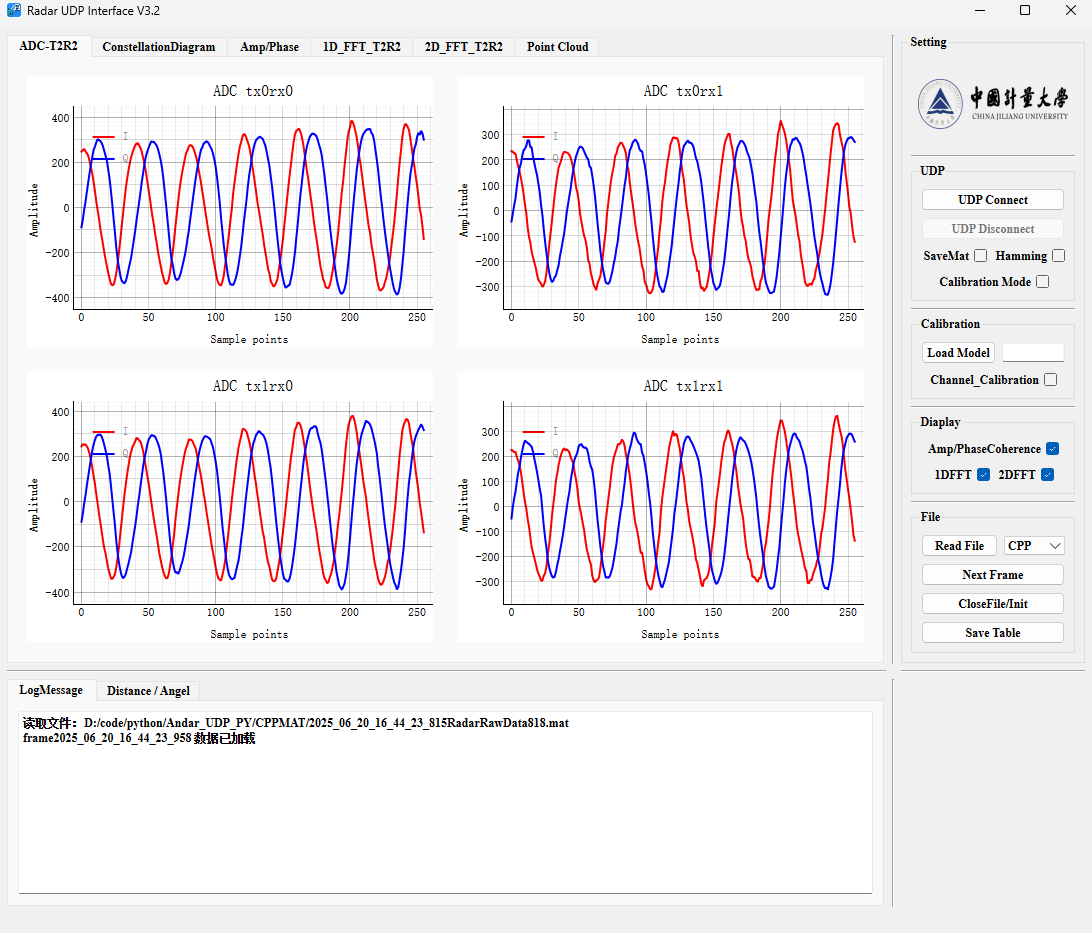 Radar UDP Interface V3.2
ADC-T2R2 ConstellationDiagram Amp/Phase 1D_FFT_T2R2 2D_FFT_T2R2 Point Cloud
ADC tx0rx0
400
200
0
−200
−400
Amplitude
I
Q
0 50 100 150 200 250
Sample points
ADC tx0rx1
300
200
100
0
−100
−200
−300
Amplitude
I
Q
0 50 100 150 200 250
Sample points
ADC tx1rx0
400
200
0
−200
−400
Amplitude
I
Q
0 50 100 150 200 250
Sample points
ADC tx1rx1
300
200
100
0
−100
−200
−300
Amplitude
I
Q
0 50 100 150 200 250
Sample points
Setting
中國計量大學
CHINA JILIANG UNIVERSITY
UDP
UDP Connect
UDP Disconnect
SaveMat Hamming
Calibration Mode
Calibration
Load Model
Channel_Calibration
Diaplay
Amp/PhaseCoherence
1DFFT 2DFFT
File
Read File CPP
Next Frame
CloseFile/Init
Save Table
LogMessage Distance / Angel
读取文件：D:/code/python/Andar_UDP_PY/CPPMAT/2025_06_20_16_44_23_815RadarRawData818.mat
frame2025_06_20_16_44_23_958 数据已加载